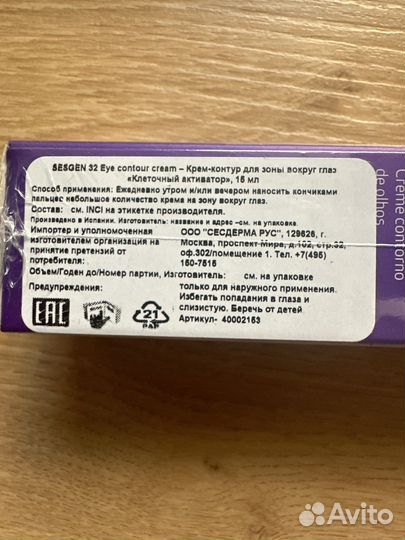 SESGEN 32 Eye contour cream – Крем-контур для зоны вокруг глаз
«Клеточный активатор», 15 мл
Способ применения: Ежедневно утром и/или вечером наносить кончиками
пальцев небольшое количество крема на зону вокруг глаз.
Состав: см. INCI на этикетке производителя.
Произведено в Испании. Изготовитель: название и адрес –см. на упаковке.
Импортер и уполномоченная
изготовителем организация на
принятие претензий от
потребителя:
ООО "СЕСДЕРМА РУС", 129626, г.
Москва, проспект Мира, д.102, стр.32,
оф.302/помещение 1. Тел. +7(495)
150-7515
Объем/Годен до/Номер партии, Изготовлен:
см. на упаковке
Предупреждения:
только для наружного применения.
Избегать попадания в глаза и
слизистую. Беречь от детей
Артикул- 40002153
EAC
21
PAP
Creme contorno
de olhos
Avito